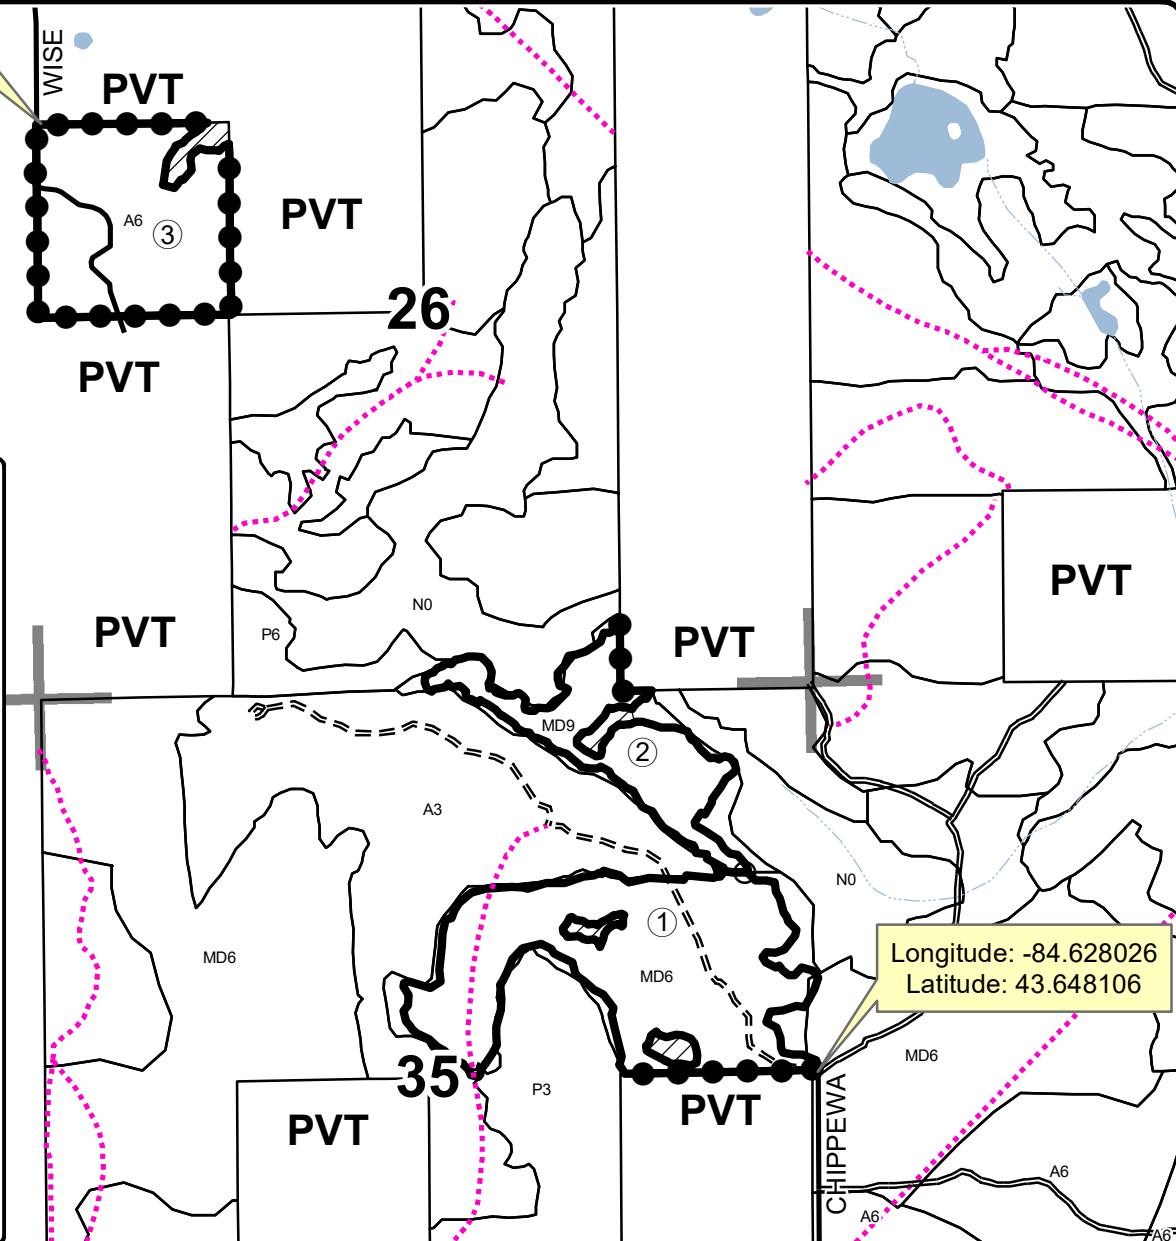 WISE
PVT
PVT
A6
3
26
PVT
PVT
N0
P6
PVT
PVT
MD9
2
A3
N0
1
MD6
MD6
Longitude: -84.628026
Latitude: 43.648106
MD6
35
P3
PVT
PVT
CHIPPEWA
A6
A6
A6